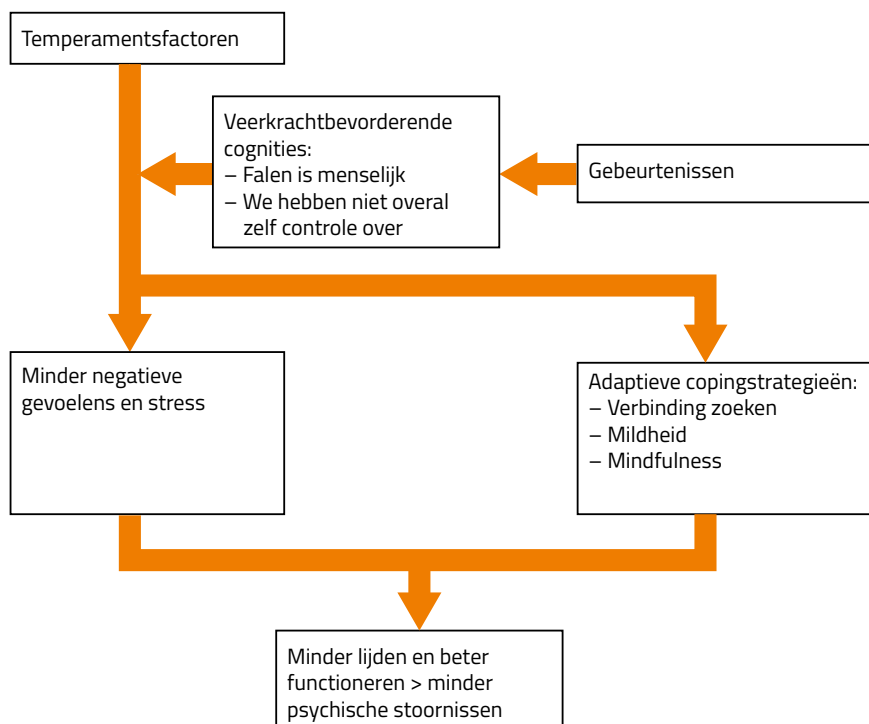 Temperamentsfactoren
Veerkrachtbevorderende
cognities:
– Falen is menselijk
– We hebben niet overal
zelf controle over
Gebeurtenissen
Minder negatieve
gevoelens en stress
Adaptieve copingstrategieën:
– Verbinding zoeken
– Mildheid
– Mindfulness
Minder lijden en beter
functioneren > minder
psychische stoornissen